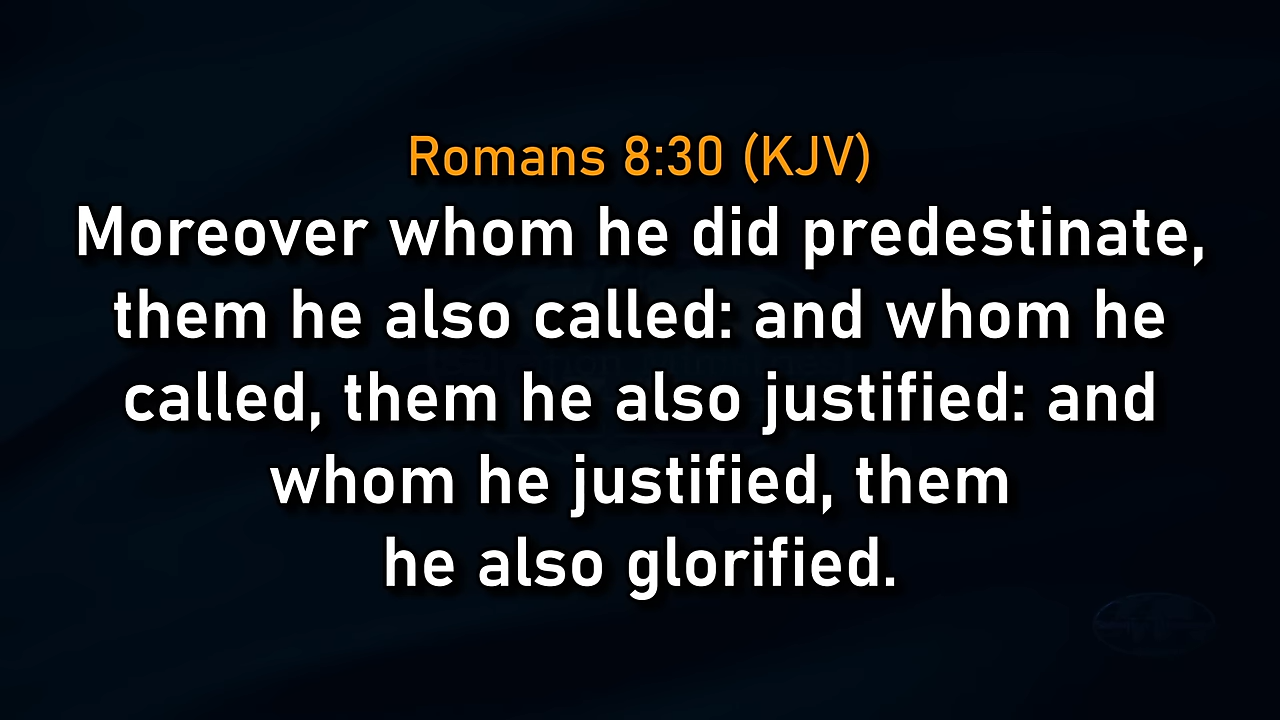 Romans 8:30 (KJV)
Moreover whom he did predestinate,
them he also called: and whom he
called, them he also justified: and
whom he justified, them
he also glorified.